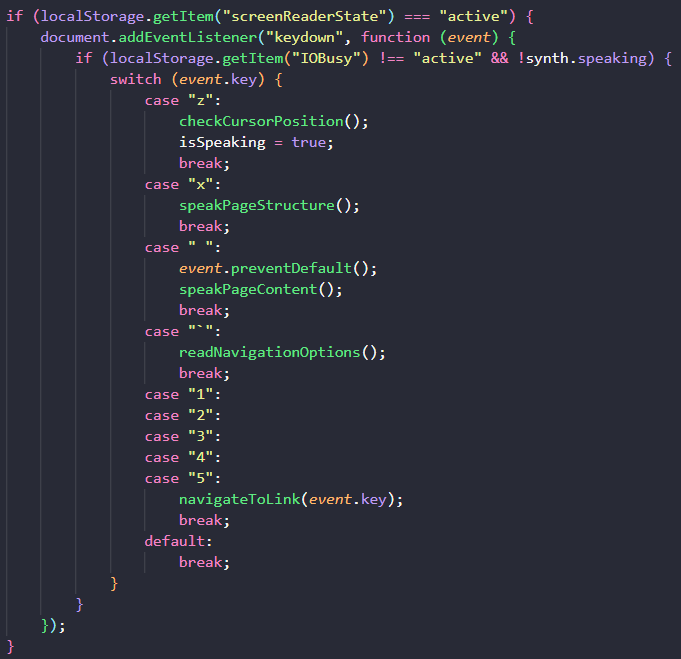 if (localStorage.getItem("screenReaderState") === "active") {
    document.addEventListener("keydown", function (event) {
        if (localStorage.getItem("IOBusy") !== "active" && !synth.speaking) {
            switch (event.key) {
                case "z":
                    checkCursorPosition();
                    isSpeaking = true;
                    break;
                case "x":
                    speakPageStructure();
                    break;
                case " ":
                    event.preventDefault();
                    speakPageContent();
                    break;
                case "`":
                    readNavigationOptions();
                    break;
                case "1":
                case "2":
                case "3":
                case "4":
                case "5":
                    navigateToLink(event.key);
                    break;
                default:
                    break;
            }
        }
    });
}